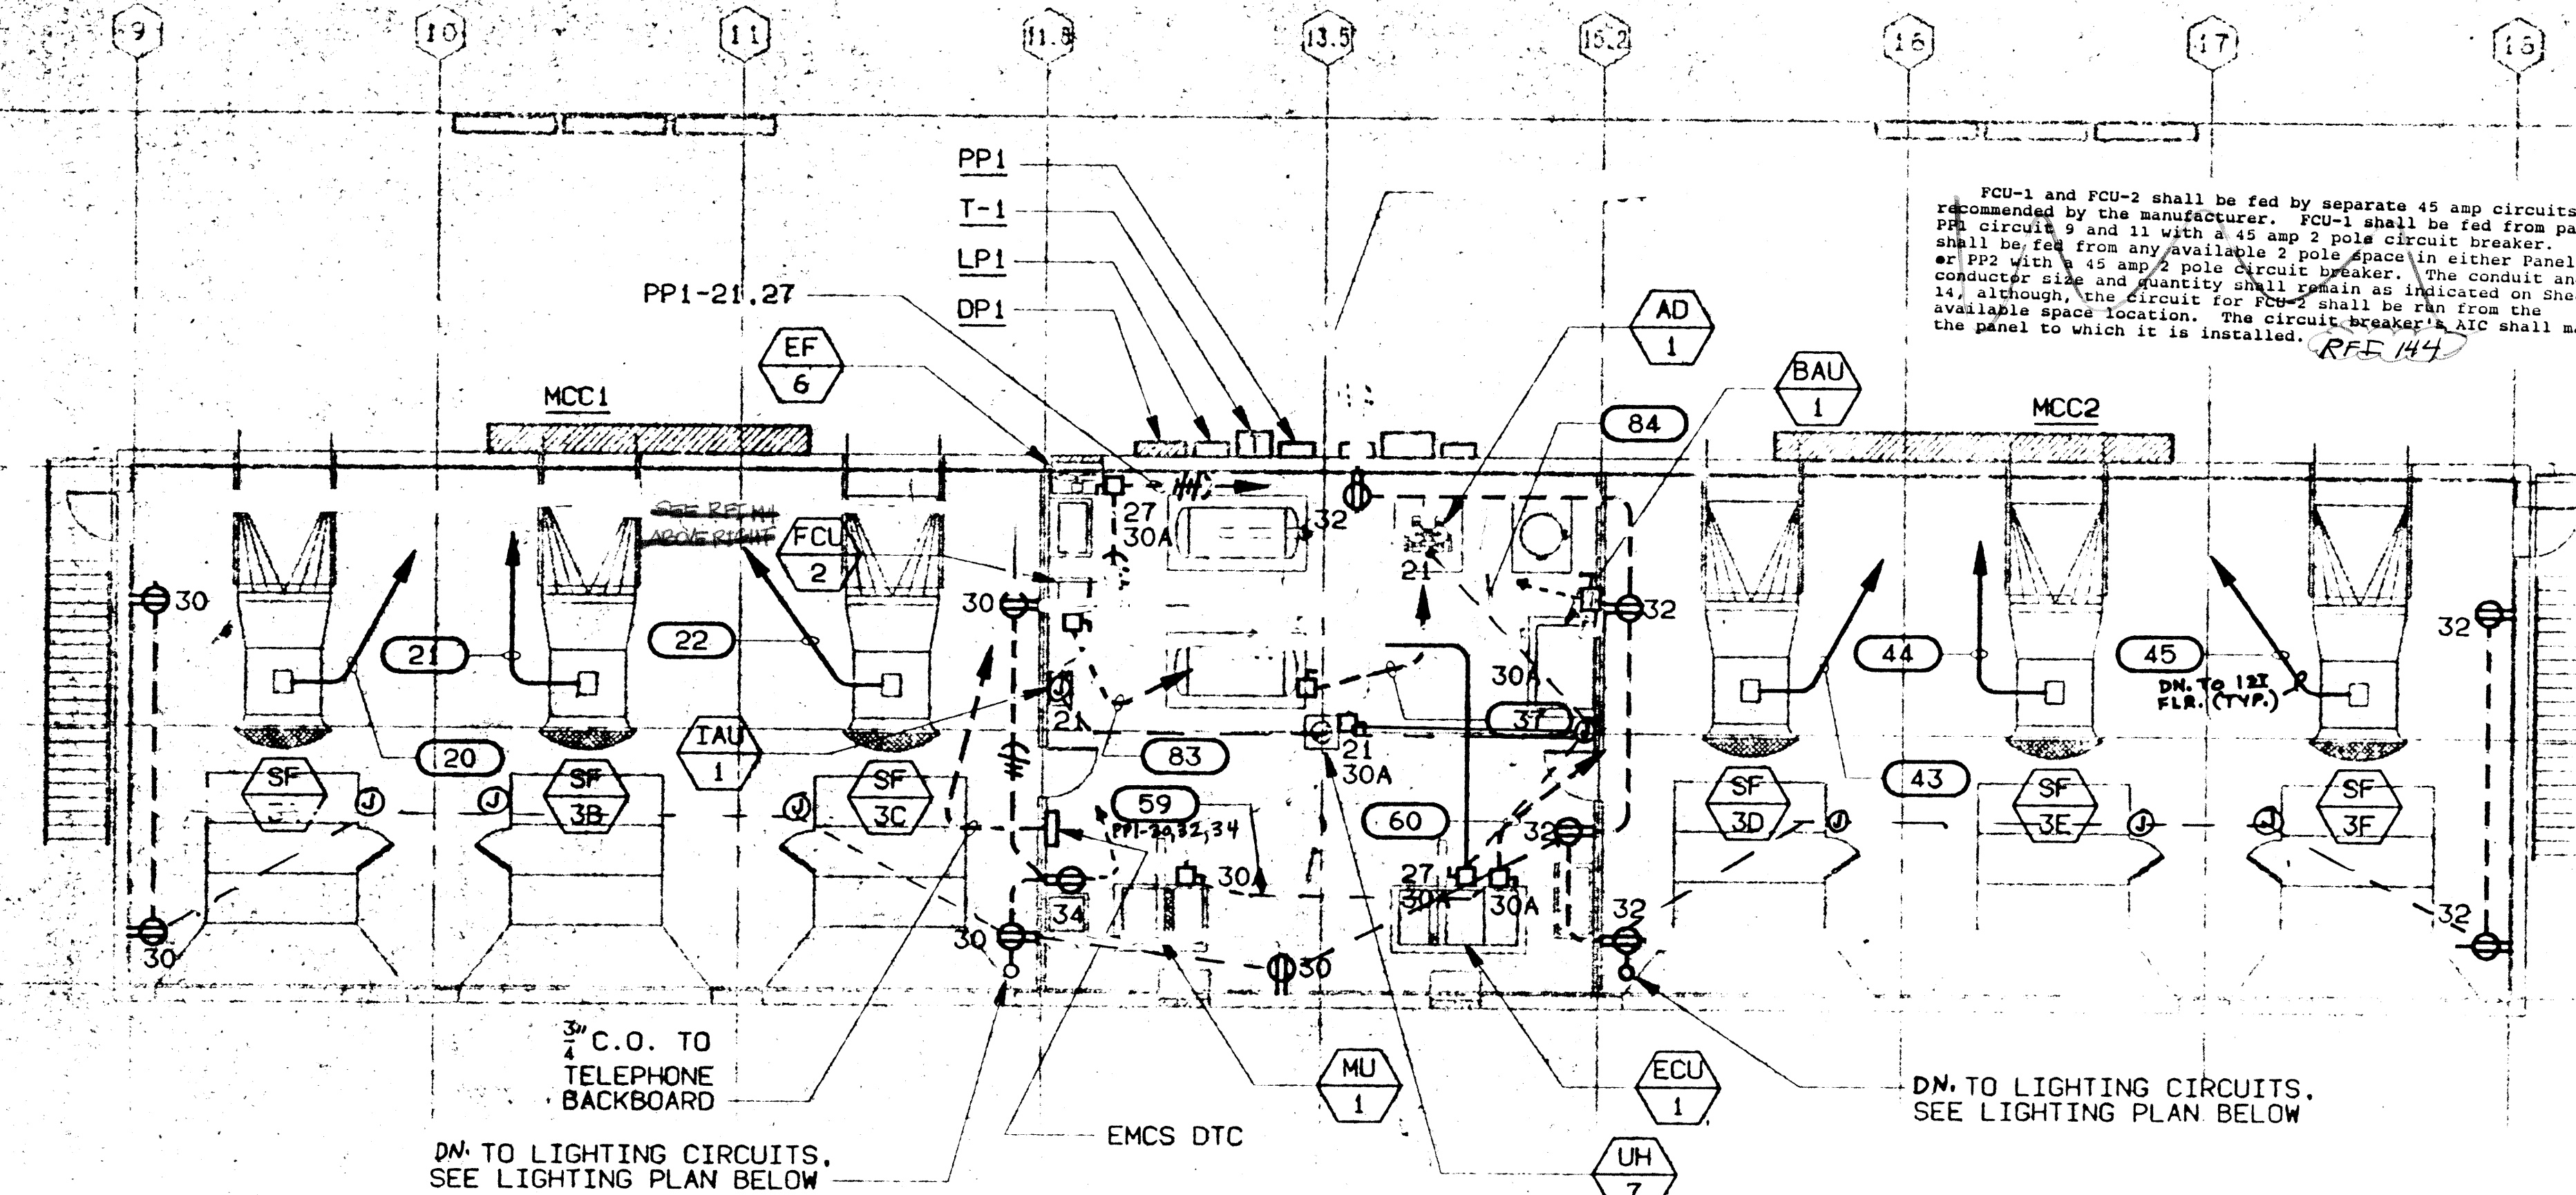 9
10
11
11.8
13.5
15.2
16
17
18
PP1
T-1
LP1
DP1
PP1-21,27
EF
6
MCC1
AD
1
84
BAU
1
MCC2
FCU-1 and FCU-2 shall be fed by separate 45 amp circuits
recommended by the manufacturer. FCU-1 shall be fed from
PP1 circuit 9 and 11 with a 45 amp 2 pole circuit breaker.
shall be fed from any available 2 pole space in either Panel
or PP2 with a 45 amp 2 pole circuit breaker. The conduit
conductor size and quantity shall remain as indicated on
14, although, the circuit for FCU-2 shall be run from the
available space location. The circuit breaker's AIC shall
the panel to which it is installed.
RFI 144
SEE RFI 144
ABOVE RIGHT
FCU
2
27
30A
32
21
30
30
32
32
21
22
44
45
DN. TO 1ST
FLR. (TYP.)
30A
21
37
20
IAU
1
83
21
30A
43
SF
SF
3B
SF
3C
SF
3D
SF
3E
SF
3F
J
J
J
J
J
J
J
J
59
PP1-20,32,34
60
32
30
27
30A
30A
34
30
30
30
32
32
3/4" C.O. TO
TELEPHONE
BACKBOARD
MU
1
ECU
1
DN. TO LIGHTING CIRCUITS.
SEE LIGHTING PLAN BELOW
EMCS DTC
DN. TO LIGHTING CIRCUITS.
SEE LIGHTING PLAN BELOW
UH
7